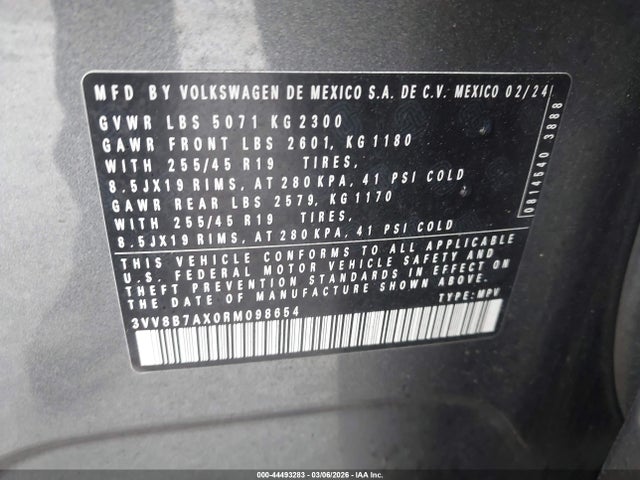 MFD BY VOLKSWAGEN DE MEXICO S.A. DE C.V. MEXICO 02/24
GVWR LBS 5071 KG 2300
GAWR FRONT LBS 2601, KG 1180
WITH 255/45 R19 TIRES,
8.5JX19 RIMS, AT 280 KPA, 41 PSI COLD
GAWR REAR LBS 2579, KG 1170
WITH 255/45 R19 TIRES,
8.5JX19 RIMS, AT 280 KPA, 41 PSI COLD
THIS VEHICLE CONFORMS TO ALL APPLICABLE
U.S. FEDERAL MOTOR VEHICLE SAFETY AND
THEFT PREVENTION STANDARDS IN EFFECT ON
DATE OF MANUFACTURE SHOWN ABOVE.
3VV8B7AX0RM098654 TYPE: MPV
0814540 3888
000-44493283 | 03/06/2026 | IAA Inc.